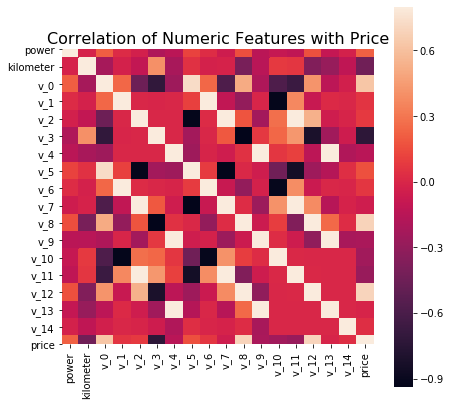 Correlation of Numeric Features with Price
power
kilometer
v_0
v_1
v_2
v_3
v_4
v_5
v_6
v_7
v_8
v_9
v_10
v_11
v_12
v_13
v_14
price
0.6
0.3
0.0
−0.3
−0.6
−0.9
power
kilometer
v_0
v_1
v_2
v_3
v_4
v_5
v_6
v_7
v_8
v_9
v_10
v_11
v_12
v_13
v_14
price